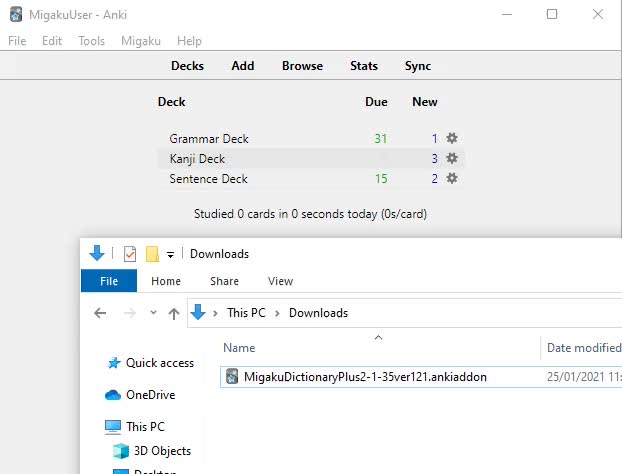 MigakuUser - Anki
File Edit Tools Migaku Help
Decks Add Browse Stats Sync
Deck Due New
Grammar Deck 31 1
Kanji Deck 3
Sentence Deck 15 2
Studied 0 cards in 0 seconds today (0s/card)
Downloads
File Home Share View
This PC Downloads
Name Date modified
Quick access
MigakuDictionaryPlus2-1-35ver121.ankiaddon 25/01/2021 11:
OneDrive
This PC
3D Objects
Desktop